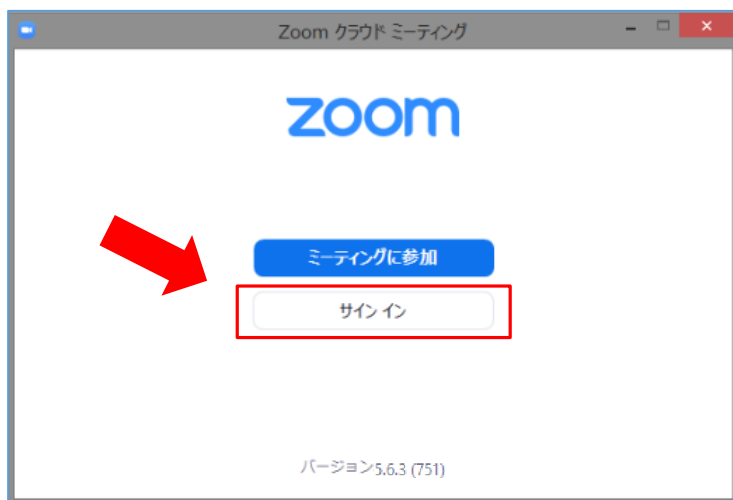 Zoom クラウド ミーティング
zoom
ミーティングに参加
サイン イン
バージョン5.6.3 (751)